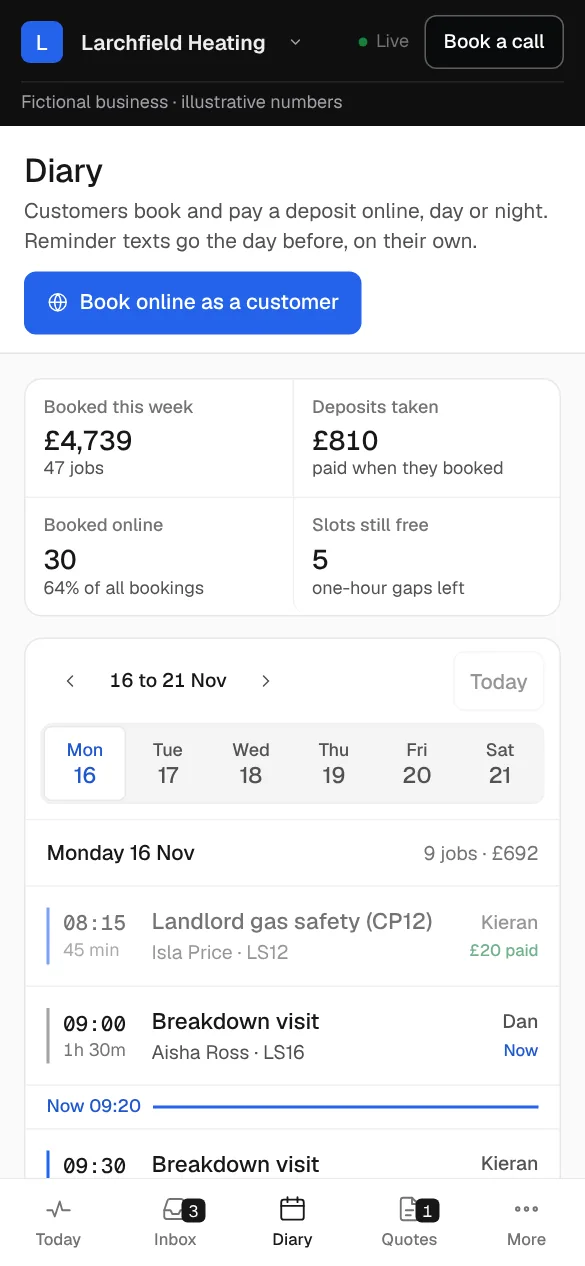 L Larchfield Heating Live Book a call
Fictional business · illustrative numbers
Diary
Customers book and pay a deposit online, day or night.
Reminder texts go the day before, on their own.
Book online as a customer
Booked this week
£4,739
47 jobs
Deposits taken
£810
paid when they booked
Booked online
30
64% of all bookings
Slots still free
5
one-hour gaps left
16 to 21 Nov Today
Mon Tue Wed Thu Fri Sat
16 17 18 19 20 21
Monday 16 Nov 9 jobs · £692
08:15 Landlord gas safety (CP12) Kieran
45 min Isla Price · LS12 £20 paid
09:00 Breakdown visit Dan
1h 30m Aisha Ross · LS16 Now
Now 09:20
09:30 Breakdown visit Kieran
3 1
Today Inbox Diary Quotes More